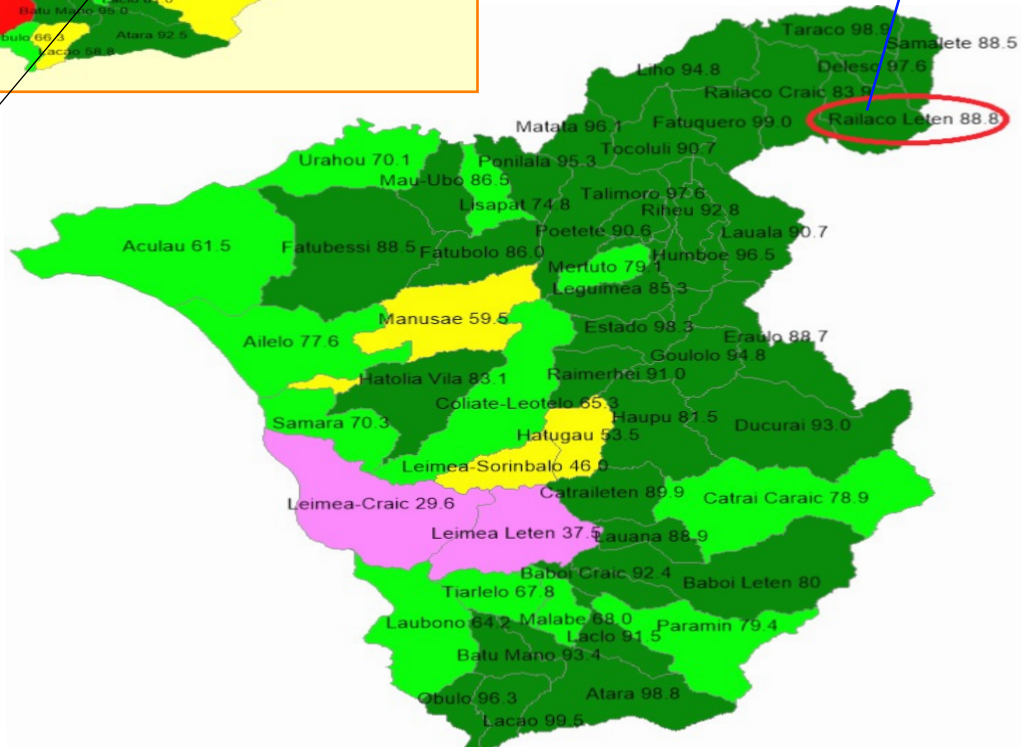 Batu Mano 95.0
Atara 92.5
Lacao 58.8
Taraco 98.9
Samalete 88.5
Deleso 97.6
Liho 94.8
Railaco Craic 83.9
Railaco Leten 88.8
Matata 96.1
Fatuquero 99.0
Tocoluli 90.7
Urahou 70.1
Ponilala 95.3
Mau-Ubo 86.5
Talimoro 97.6
Lisapat 74.8
Riheu 92.8
Poetete 90.6
Lauala 90.7
Aculau 61.5
Fatubessi 88.5
Fatubolo 86.0
Humboe 96.5
Mertuto 79.1
Leguimea 85.3
Manusae 59.5
Estado 98.3
Eraulo 88.7
Ailelo 77.6
Goulolo 94.8
Hatolia Vila 83.1
Raimerhei 91.0
Coliate-Leotelo 65.3
Haupu 81.5
Samara 70.3
Ducurai 93.0
Hatugau 53.5
Leimea-Sorinbalo 46.0
Catraileten 89.9
Catrai Caraic 78.9
Leimea-Craic 29.6
Leimea Leten 37.5
Lauana 88.9
Baboi Craic 92.4
Baboi Leten 80
Tiarlelo 67.8
Laubono 64.2
Malabe 68.0
Paramin 79.4
Laclo 91.5
Batu Mano 93.4
Obulo 96.3
Atara 98.8
Lacao 99.5